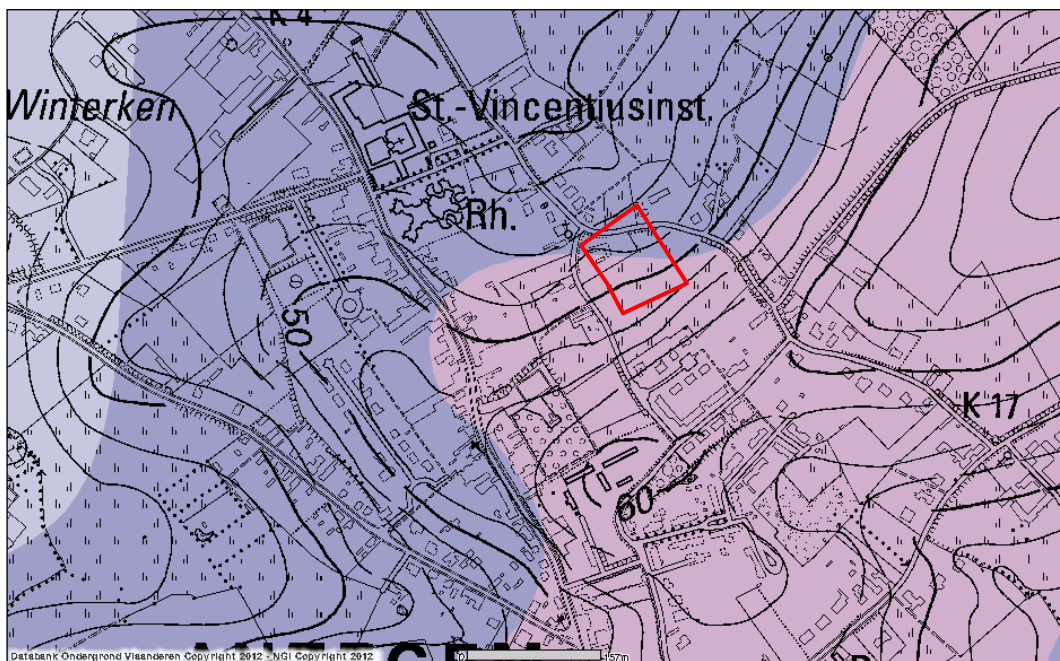 K 4
Winterken
St.-Vincentiusinst.
Rh.
50
K 17
60
Databank Ondergrond Vlaanderen Copyright 2012 - NGI Copyright 2012
0
157m